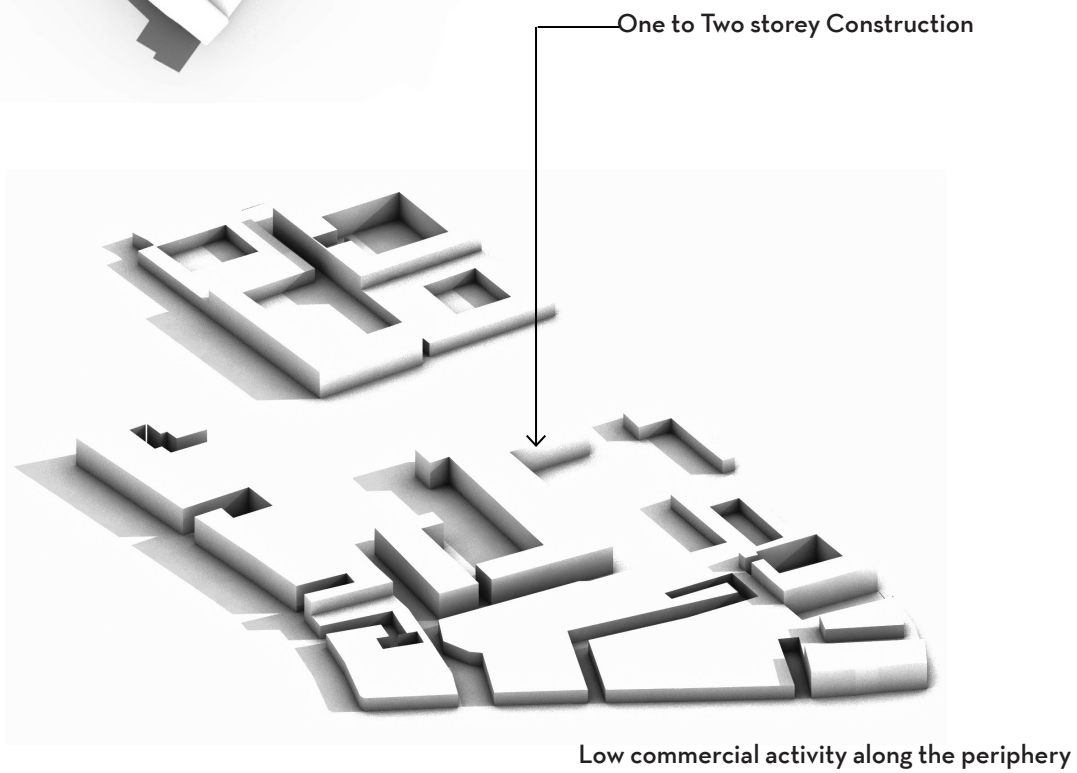 One to Two storey Construction
Low commercial activity along the periphery